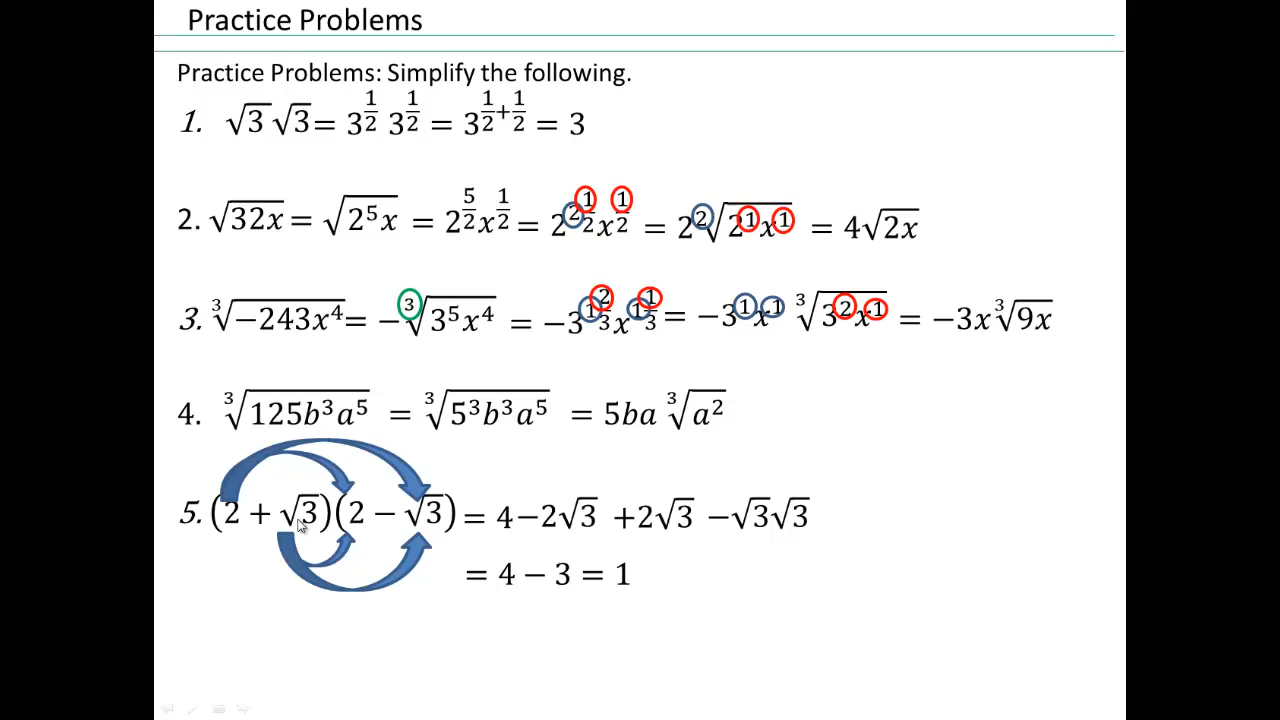 Practice Problems
Practice Problems: Simplify the following.
1. √3 √3 = 3^(1/2) 3^(1/2) = 3^(1/2+1/2) = 3
2. √(32x) = √(2⁵x) = 2^(5/2) x^(1/2) = 2^(2 1/2) x^(1/2) = 2² √(2¹x¹) = 4√(2x)
3. ∛(−243x⁴) = −∛(3⁵x⁴) = −3^(1 2/3) x^(1 1/3) = −3¹x¹ ∛(3²x¹) = −3x∛(9x)
4. ∛(125b³a⁵) = ∛(5³b³a⁵) = 5ba ∛(a²)
5. (2 + √3)(2 − √3) = 4−2√3 +2√3 −√3√3
= 4 − 3 = 1